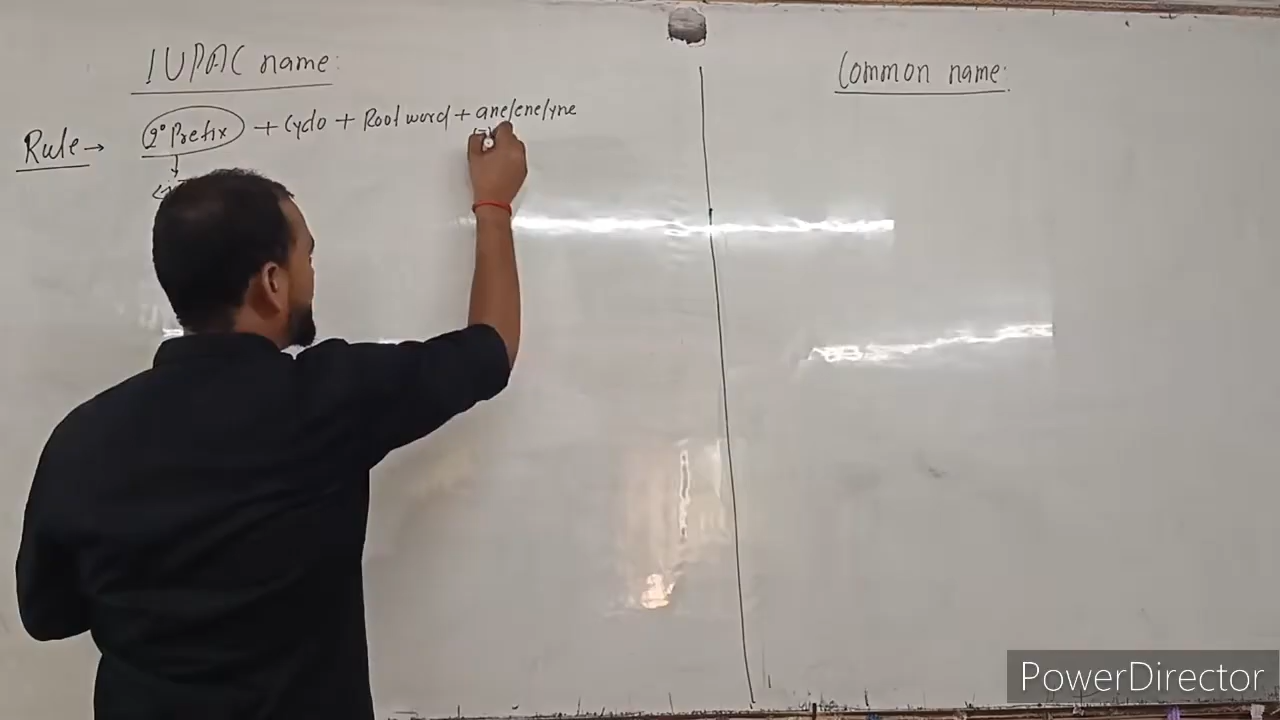 IUPAC name:
Common name:
Rule→ 2° Prefix + Cyclo + Root word + ane/ene/yne
PowerDirector